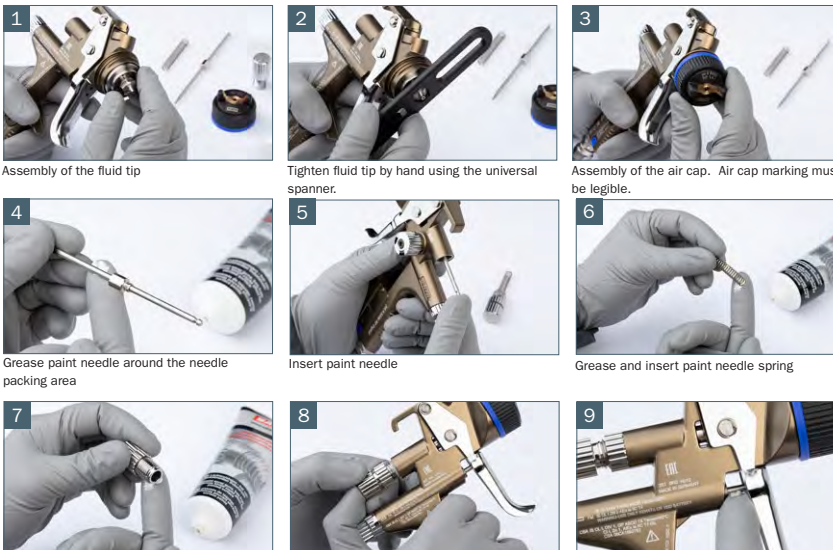 1
2
3
Assembly of the fluid tip
Tighten fluid tip by hand using the universal
spanner.
Assembly of the air cap.  Air cap marking mus
be legible.
4
5
6
Grease paint needle around the needle
packing area
Insert paint needle
Grease and insert paint needle spring
7
8
9